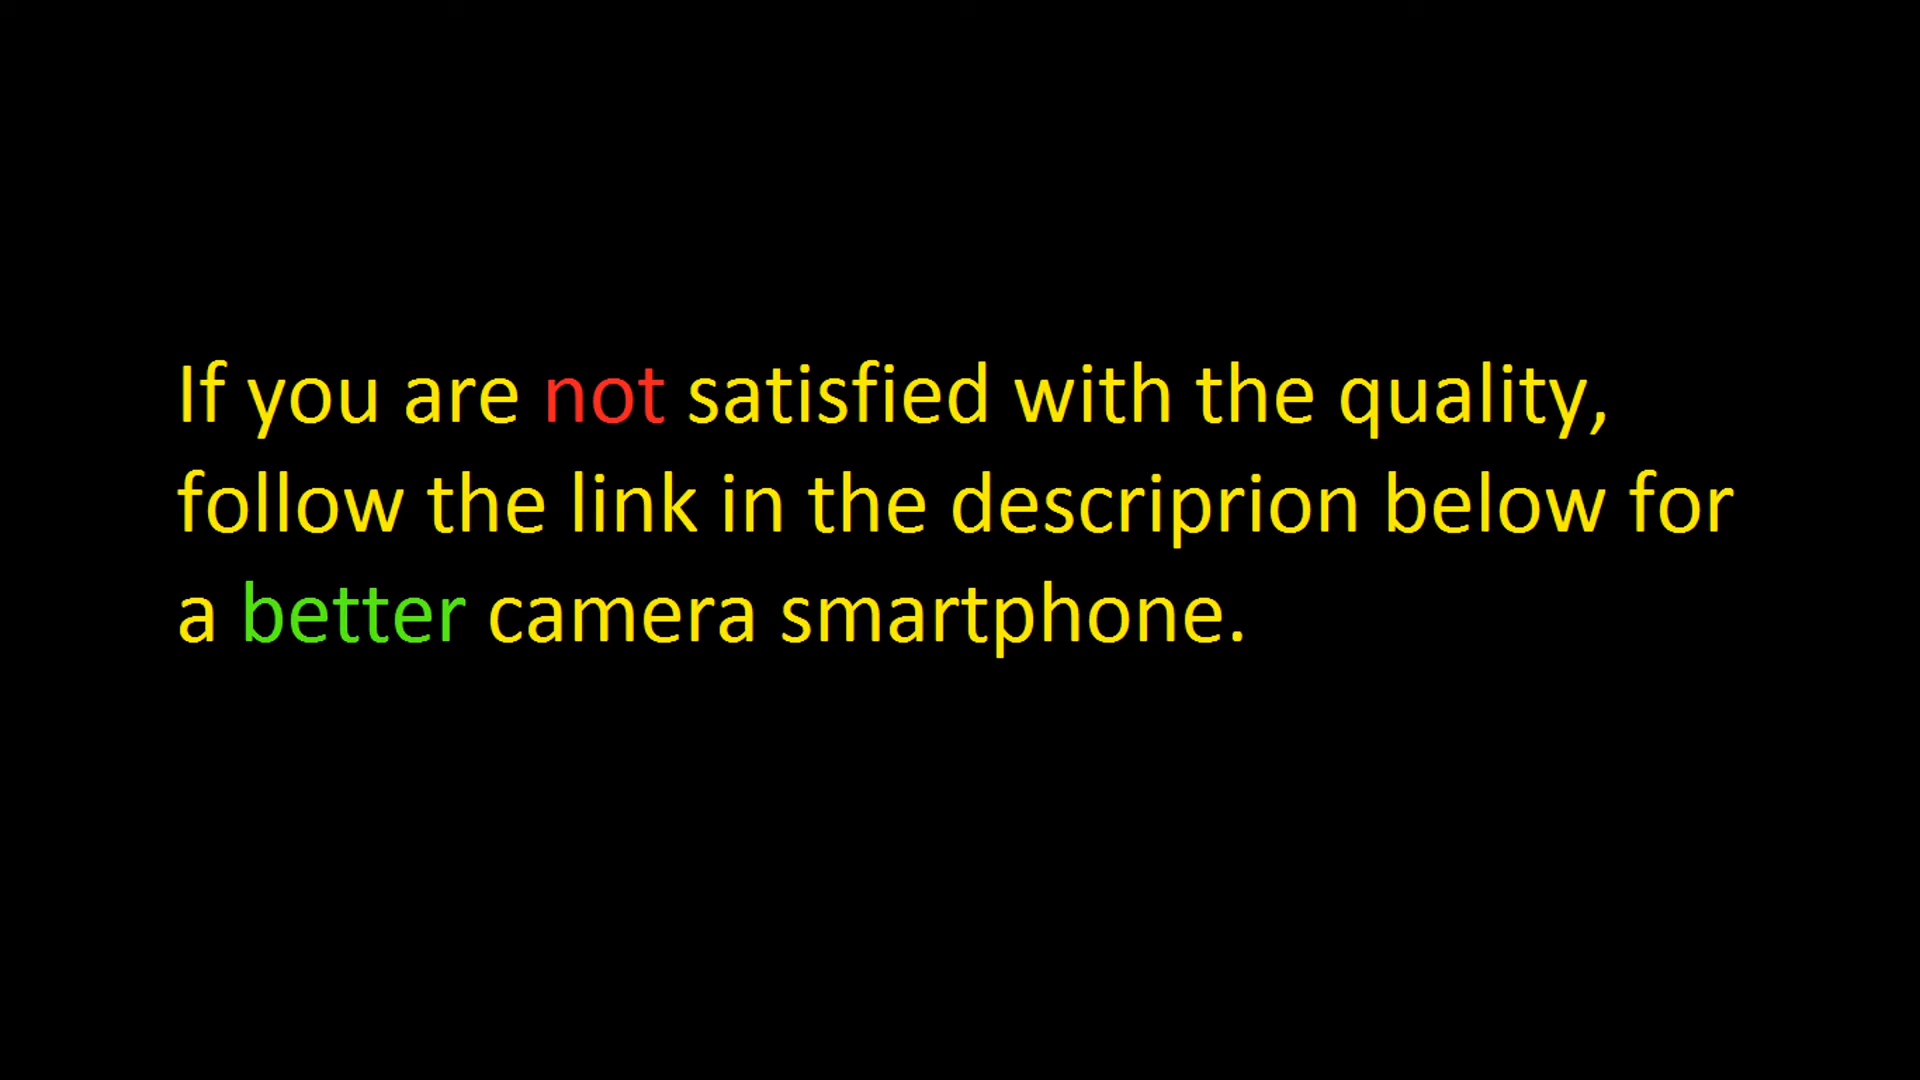 If you are not satisfied with the quality,
follow the link in the descriprion below for
a better camera smartphone.